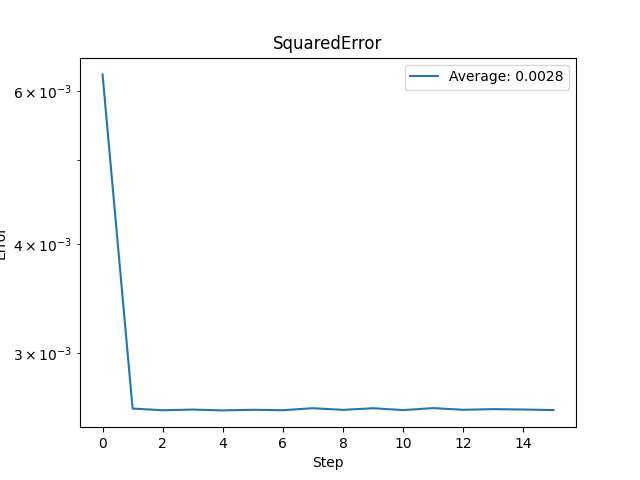 SquaredError
Average: 0.0028
6 × 10⁻³
4 × 10⁻³
3 × 10⁻³
Error
0 2 4 6 8 10 12 14
Step